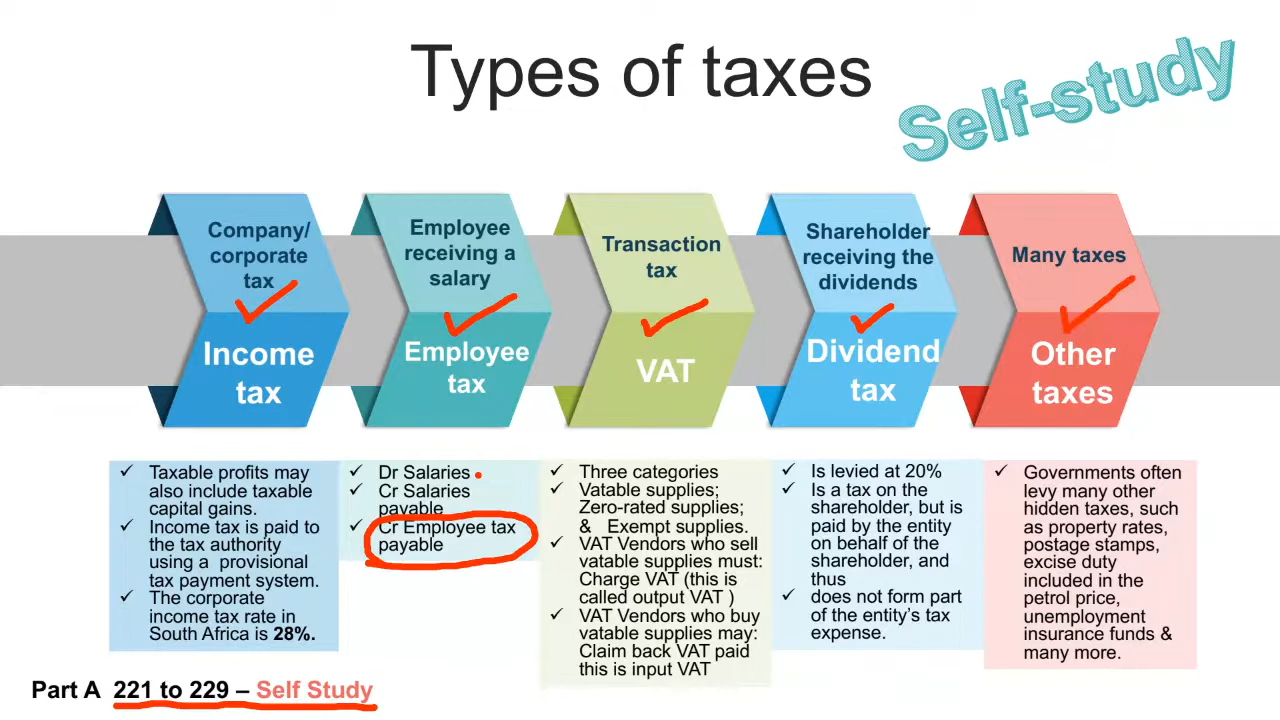 Types of taxes
Self-study
Company/
corporate
tax
Income
tax
Employee
receiving a
salary
Employee
tax
Transaction
tax
VAT
Shareholder
receiving the
dividends
Dividend
tax
Many taxes
Other
taxes
✓ Taxable profits may
also include taxable
capital gains.
✓ Income tax is paid to
the tax authority
using a provisional
tax payment system.
✓ The corporate
income tax rate in
South Africa is 28%.
✓ Dr Salaries
✓ Cr Salaries
payable
✓ Cr Employee tax
payable
✓ Three categories
✓ Vatable supplies;
Zero-rated supplies;
& Exempt supplies.
✓ VAT Vendors who sell
vatable supplies must:
Charge VAT (this is
called output VAT )
✓ VAT Vendors who buy
vatable supplies may:
Claim back VAT paid
this is input VAT
✓ Is levied at 20%
✓ Is a tax on the
shareholder, but is
paid by the entity
on behalf of the
shareholder, and
thus
✓ does not form part
of the entity's tax
expense.
✓ Governments often
levy many other
hidden taxes, such
as property rates,
postage stamps,
excise duty
included in the
petrol price,
unemployment
insurance funds &
many more.
Part A 221 to 229 – Self Study